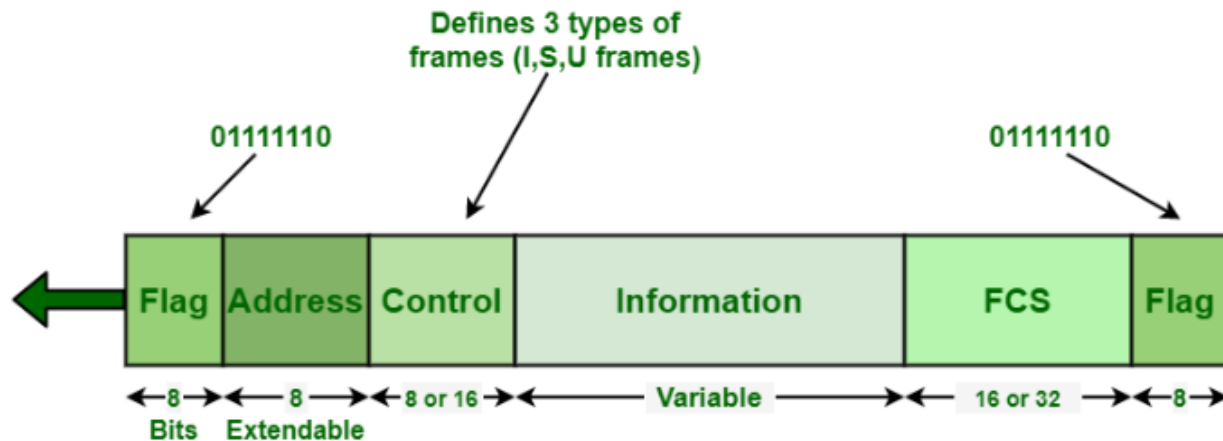 Defines 3 types of
frames (I,S,U frames)
01111110
01111110
Flag
Address
Control
Information
FCS
Flag
8
8
8 or 16
Variable
16 or 32
8
Bits
Extendable